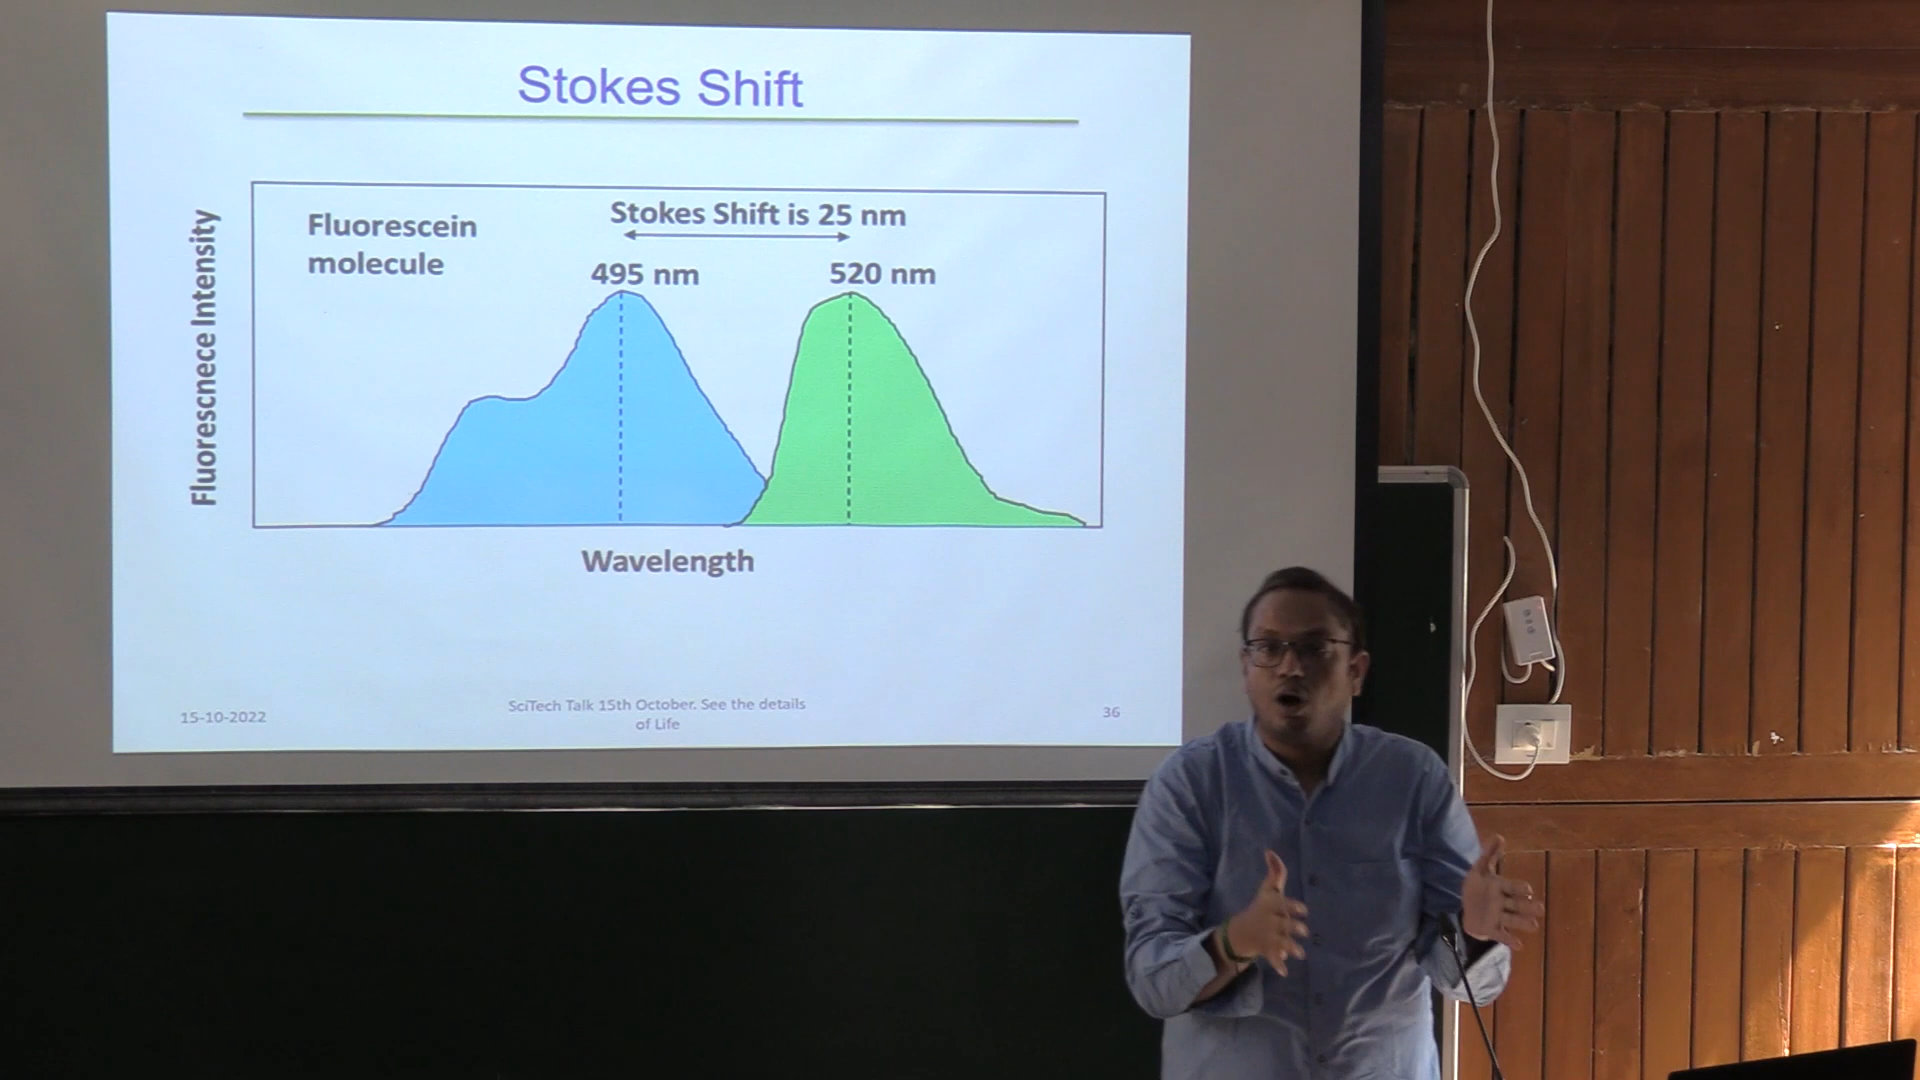 Stokes Shift
Fluorescein
molecule
Stokes Shift is 25 nm
495 nm
520 nm
Fluorescnece Intensity
Wavelength
15-10-2022
SciTech Talk 15th October. See the details
of Life
36